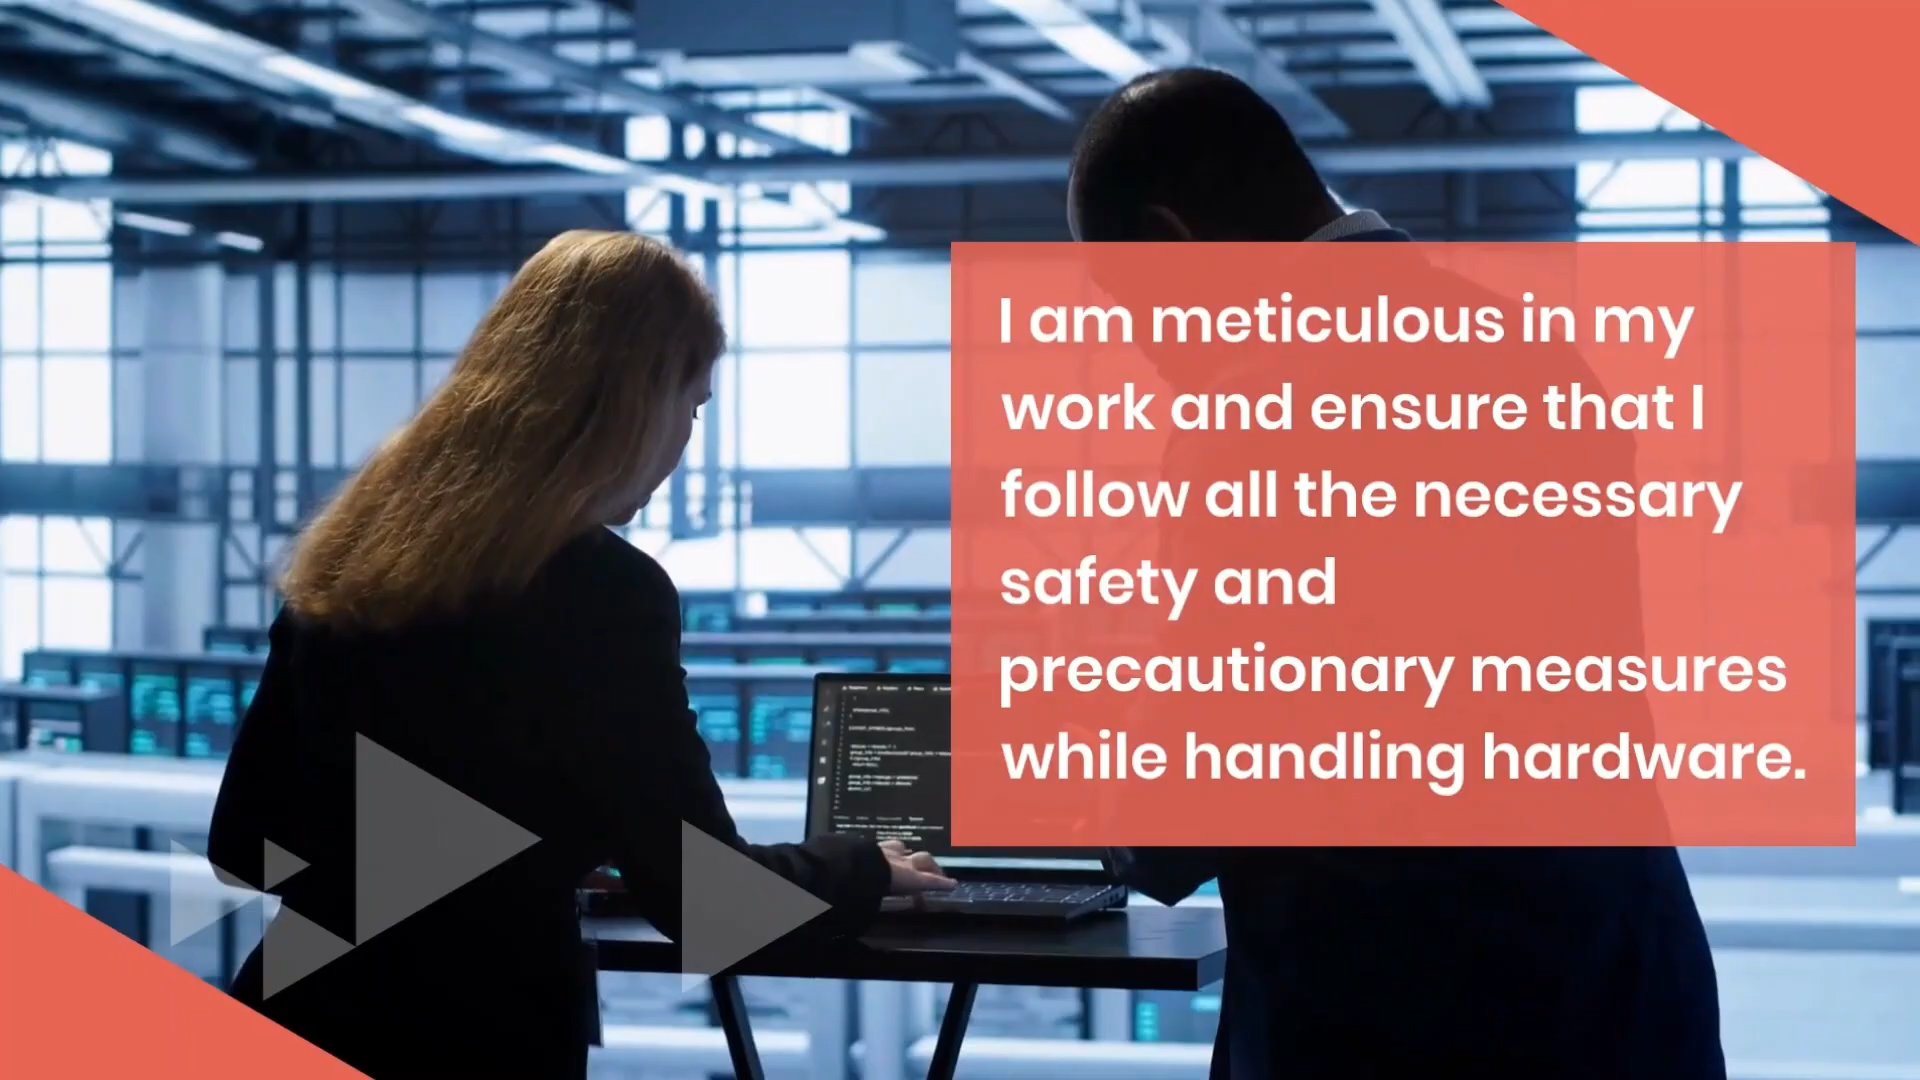 I am meticulous in my
work and ensure that I
follow all the necessary
safety and
precautionary measures
while handling hardware.